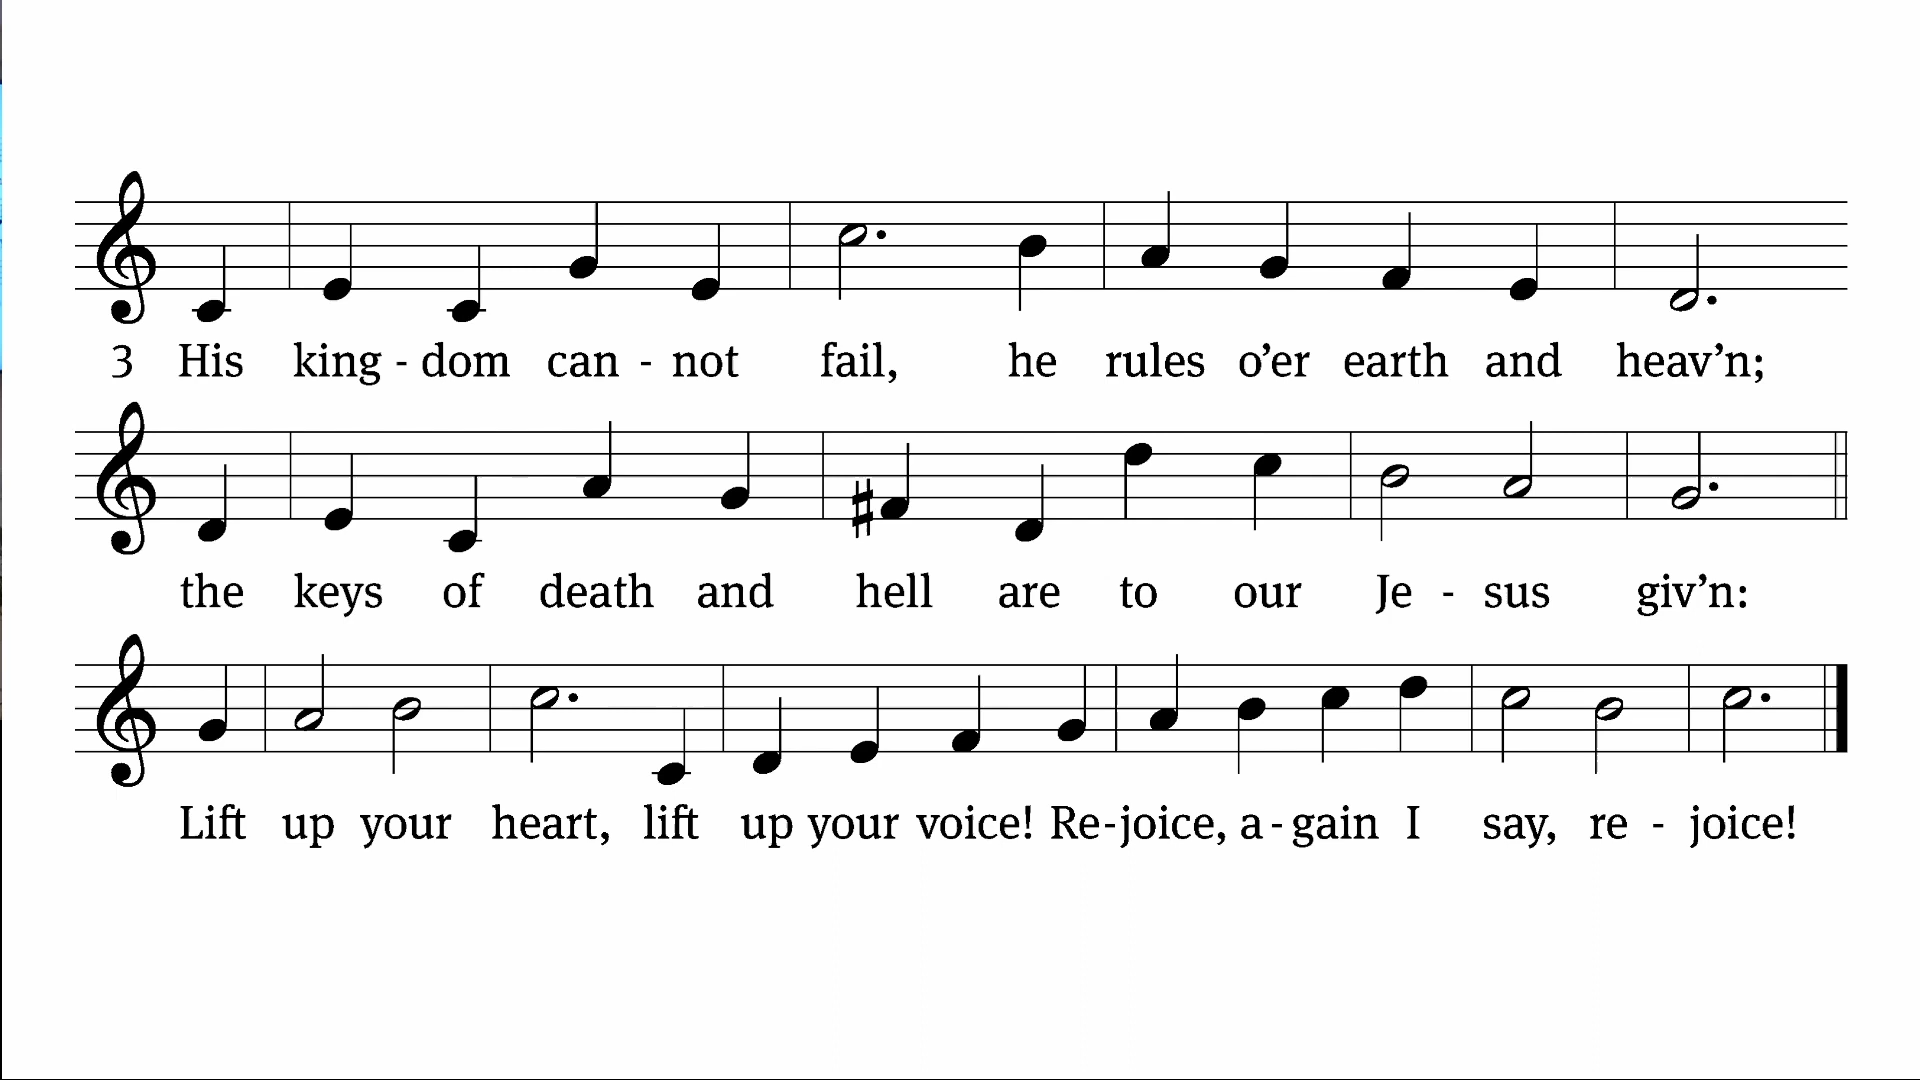 3 His king - dom can - not fail, he rules o’er earth and heav’n;
the keys of death and hell are to our Je - sus giv’n:
Lift up your heart, lift up your voice! Re-joice, a-gain I say, re - joice!